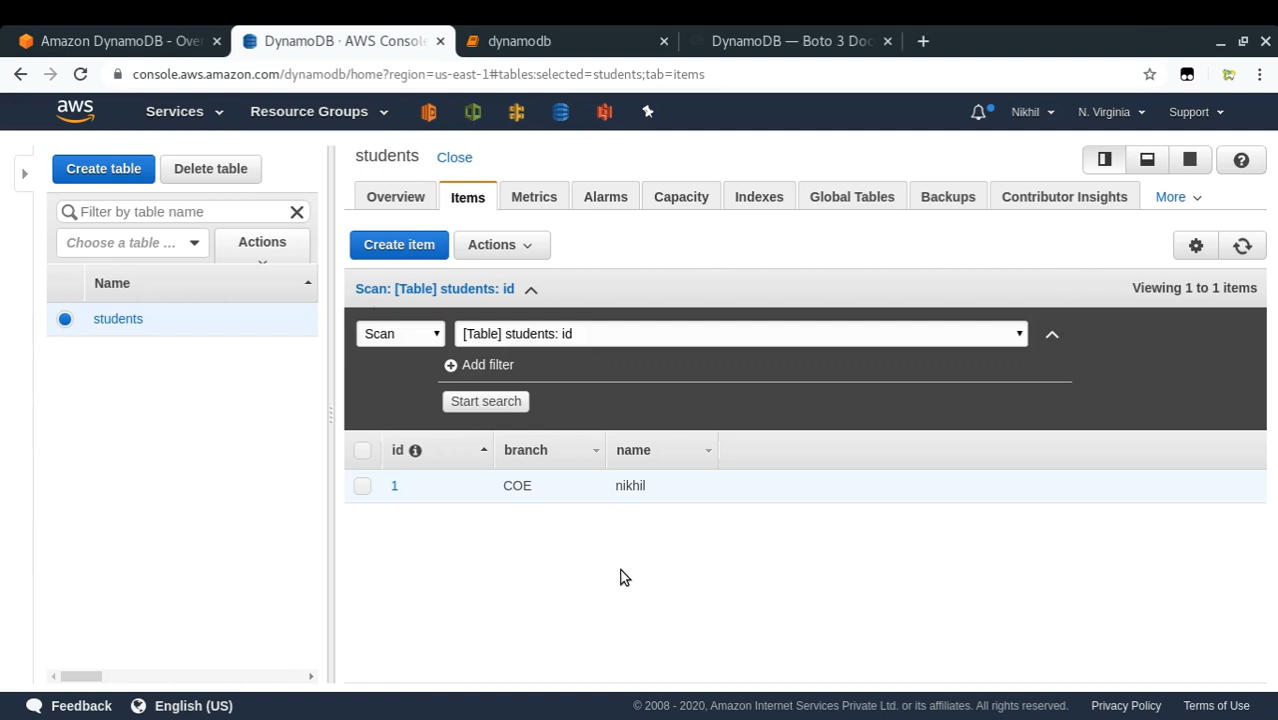 Amazon DynamoDB - Over
DynamoDB · AWS Console
dynamodb
DynamoDB — Boto 3 Doc
console.aws.amazon.com/dynamodb/home?region=us-east-1#tables:selected=students;tab=items
aws
Services
Resource Groups
Nikhil
N. Virginia
Support
Create table
Delete table
Filter by table name
Choose a table ...
Actions
Name
students
students
Close
Overview
Items
Metrics
Alarms
Capacity
Indexes
Global Tables
Backups
Contributor Insights
More
Create item
Actions
Scan: [Table] students: id
Viewing 1 to 1 items
Scan
[Table] students: id
Add filter
Start search
id
branch
name
1
COE
nikhil
Feedback
English (US)
© 2008 - 2020, Amazon Internet Services Private Ltd. or its affiliates. All rights reserved.
Privacy Policy
Terms of Use